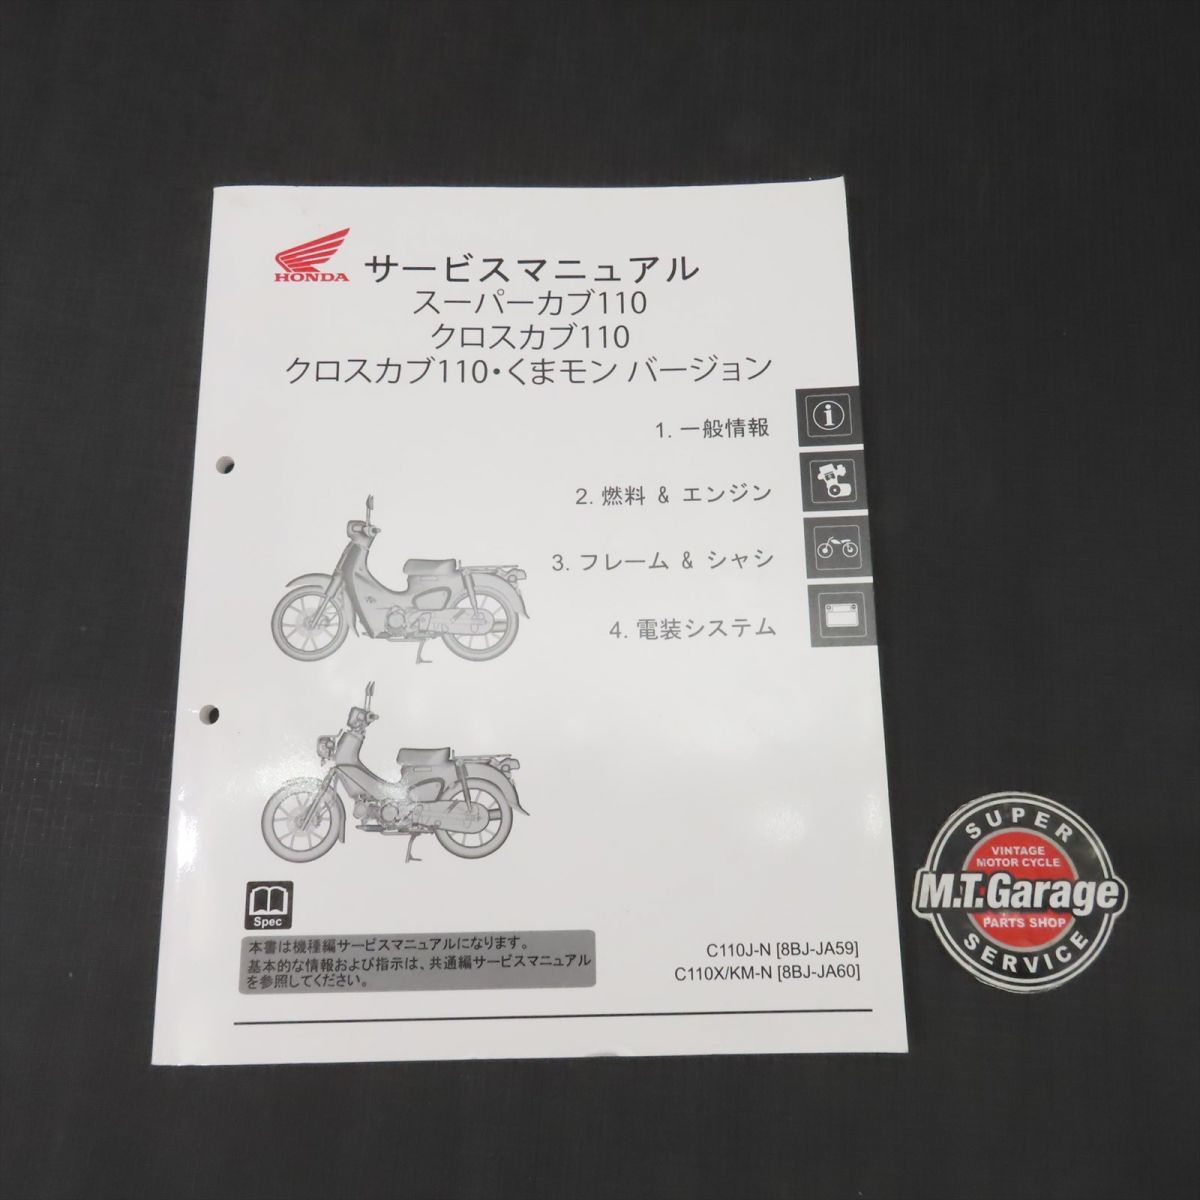 HONDA
サービスマニュアル
スーパーカブ110
クロスカブ110
クロスカブ110・くまモン バージョン
1. 一般情報
2. 燃料 & エンジン
3. フレーム & シャシ
4. 電装システム
Spec
本書は機種編サービスマニュアルになります。
基本的な情報および指示は、共通編サービスマニュアル
を参照してください。
C110J-N [8BJ-JA59]
C110X/KM-N [8BJ-JA60]
SUPER
VINTAGE
MOTOR CYCLE
M.T.Garage
PARTS SHOP
SERVICE